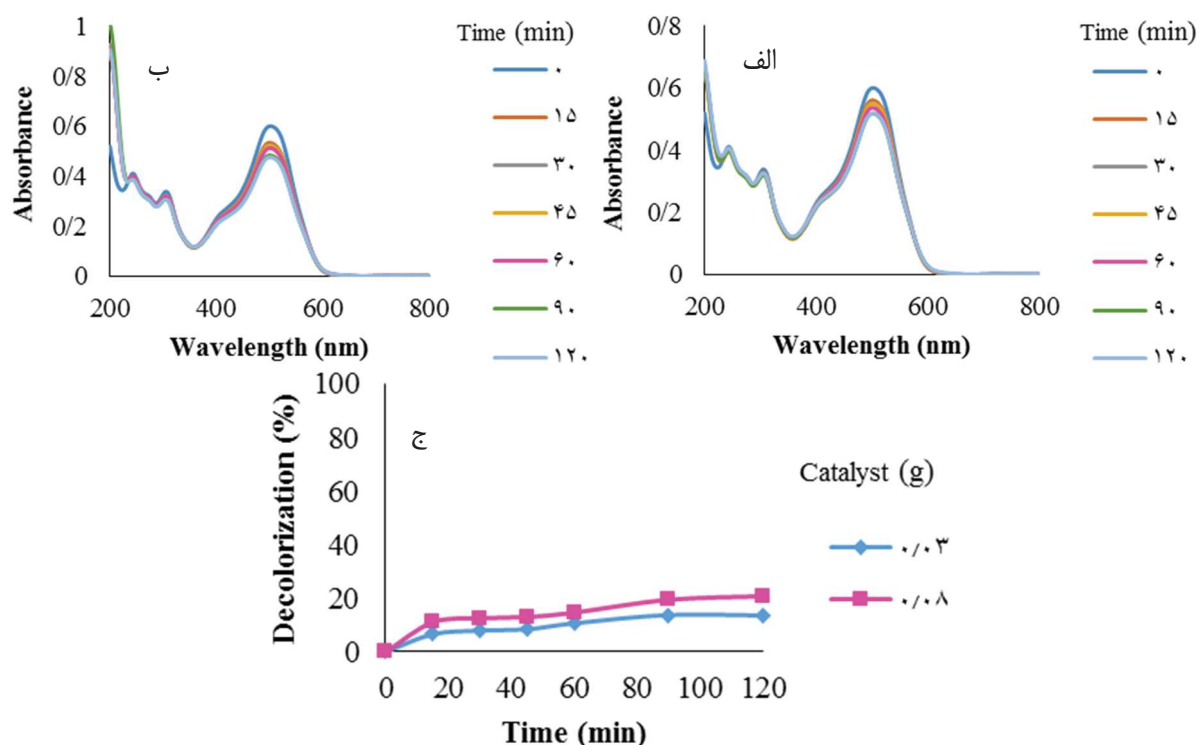 الف
0/8
0/6
0/4
0/2
0
200 400 600 800
Absorbance
Wavelength (nm)
Time (min)
۰
۱۵
۳۰
۴۵
۶۰
۹۰
۱۲۰
ب
1
0/8
0/6
0/4
0/2
0
200 400 600 800
Absorbance
Wavelength (nm)
Time (min)
۰
۱۵
۳۰
۴۵
۶۰
۹۰
۱۲۰
ج
100
80
60
40
20
0
0 20 40 60 80 100 120
Decolorization (%)
Time (min)
Catalyst (g)
۰/۰۳
۰/۰۸